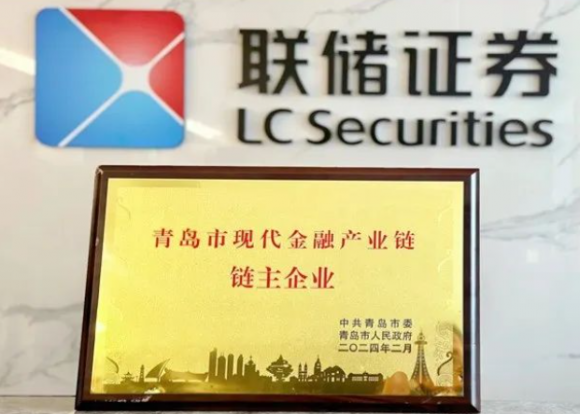 联储证券
LC Securities
青岛市现代金融产业链
链主企业
中共青岛市委
青岛市人民政府
二〇二四年二月